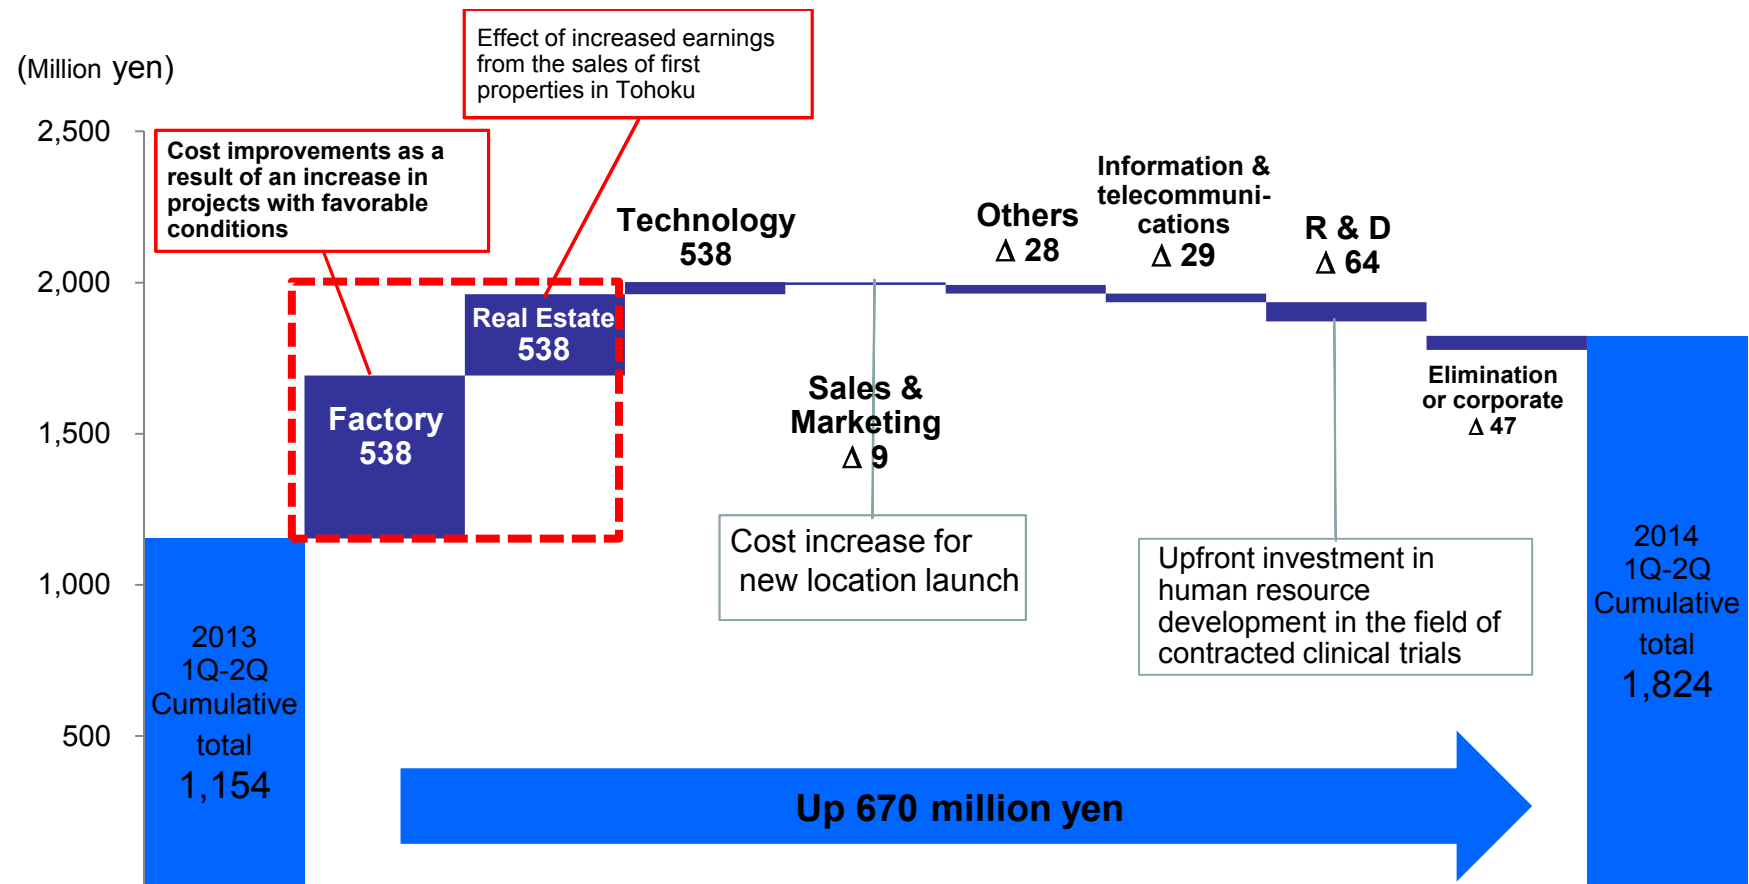 (Million yen)
2,500
2,000
1,500
1,000
500
Effect of increased earnings
from the sales of first
properties in Tohoku
Cost improvements as a
result of an increase in
projects with favorable
conditions
2013
1Q-2Q
Cumulative
total
1,154
Factory
538
Real Estate
538
Technology
538
Sales &
Marketing
Δ 9
Cost increase for
new location launch
Others
Δ 28
Information &
telecommuni-
cations
Δ 29
R & D
Δ 64
Upfront investment in
human resource
development in the field of
contracted clinical trials
Elimination
or corporate
Δ 47
2014
1Q-2Q
Cumulative
total
1,824
Up 670 million yen